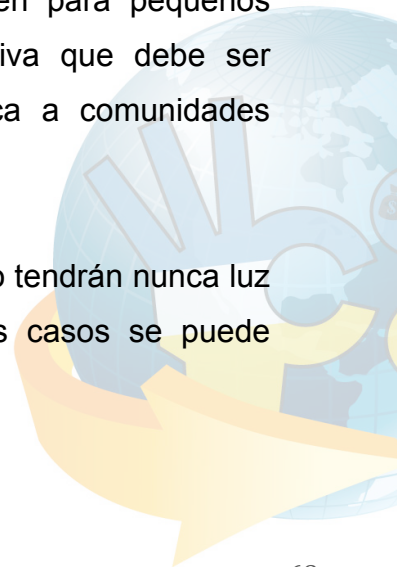 en para pequeños
iva que debe ser
ca a comunidades
o tendrán nunca luz
s casos se puede